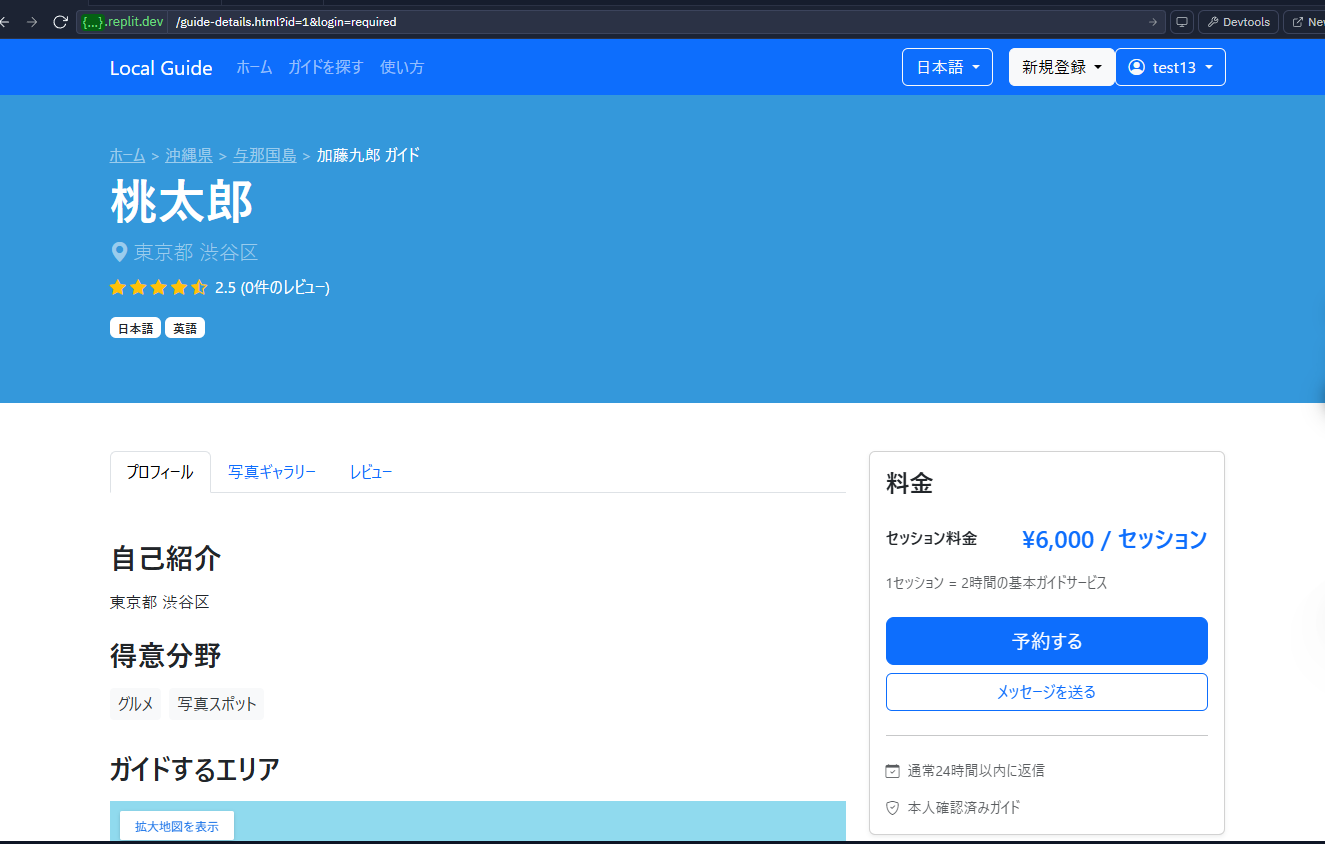 {...}.replit.dev /guide-details.html?id=1&login=required Devtools
Local Guide ホーム ガイドを探す 使い方 日本語 新規登録 test13
ホーム > 沖縄県 > 与那国島 > 加藤九郎 ガイド
桃太郎
東京都 渋谷区
2.5 (0件のレビュー)
日本語 英語
プロフィール 写真ギャラリー レビュー
自己紹介
東京都 渋谷区
得意分野
グルメ 写真スポット
ガイドするエリア
拡大地図を表示
料金
セッション料金 ¥6,000 / セッション
1セッション = 2時間の基本ガイドサービス
予約する
メッセージを送る
通常24時間以内に返信
本人確認済みガイド